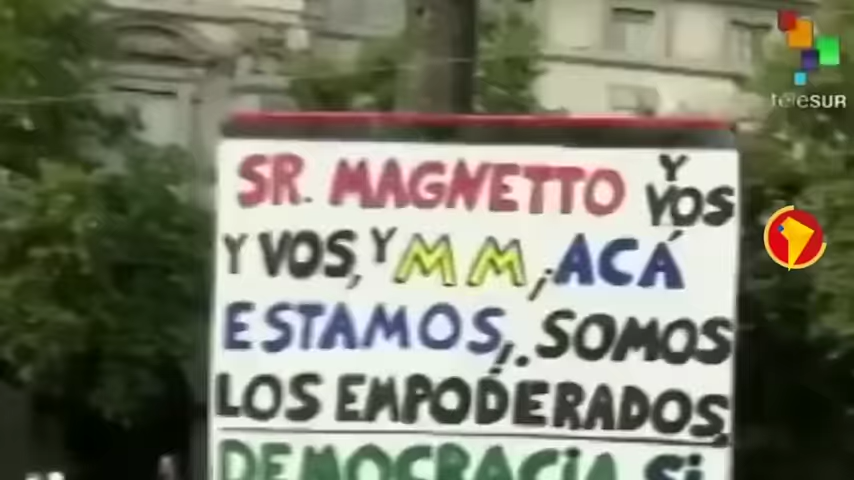 teleSUR
SR. MAGNETTO Y VOS
Y VOS, Y MM, ACÁ
ESTAMOS, SOMOS
LOS EMPODERADOS,
DEMOCRACiA Si